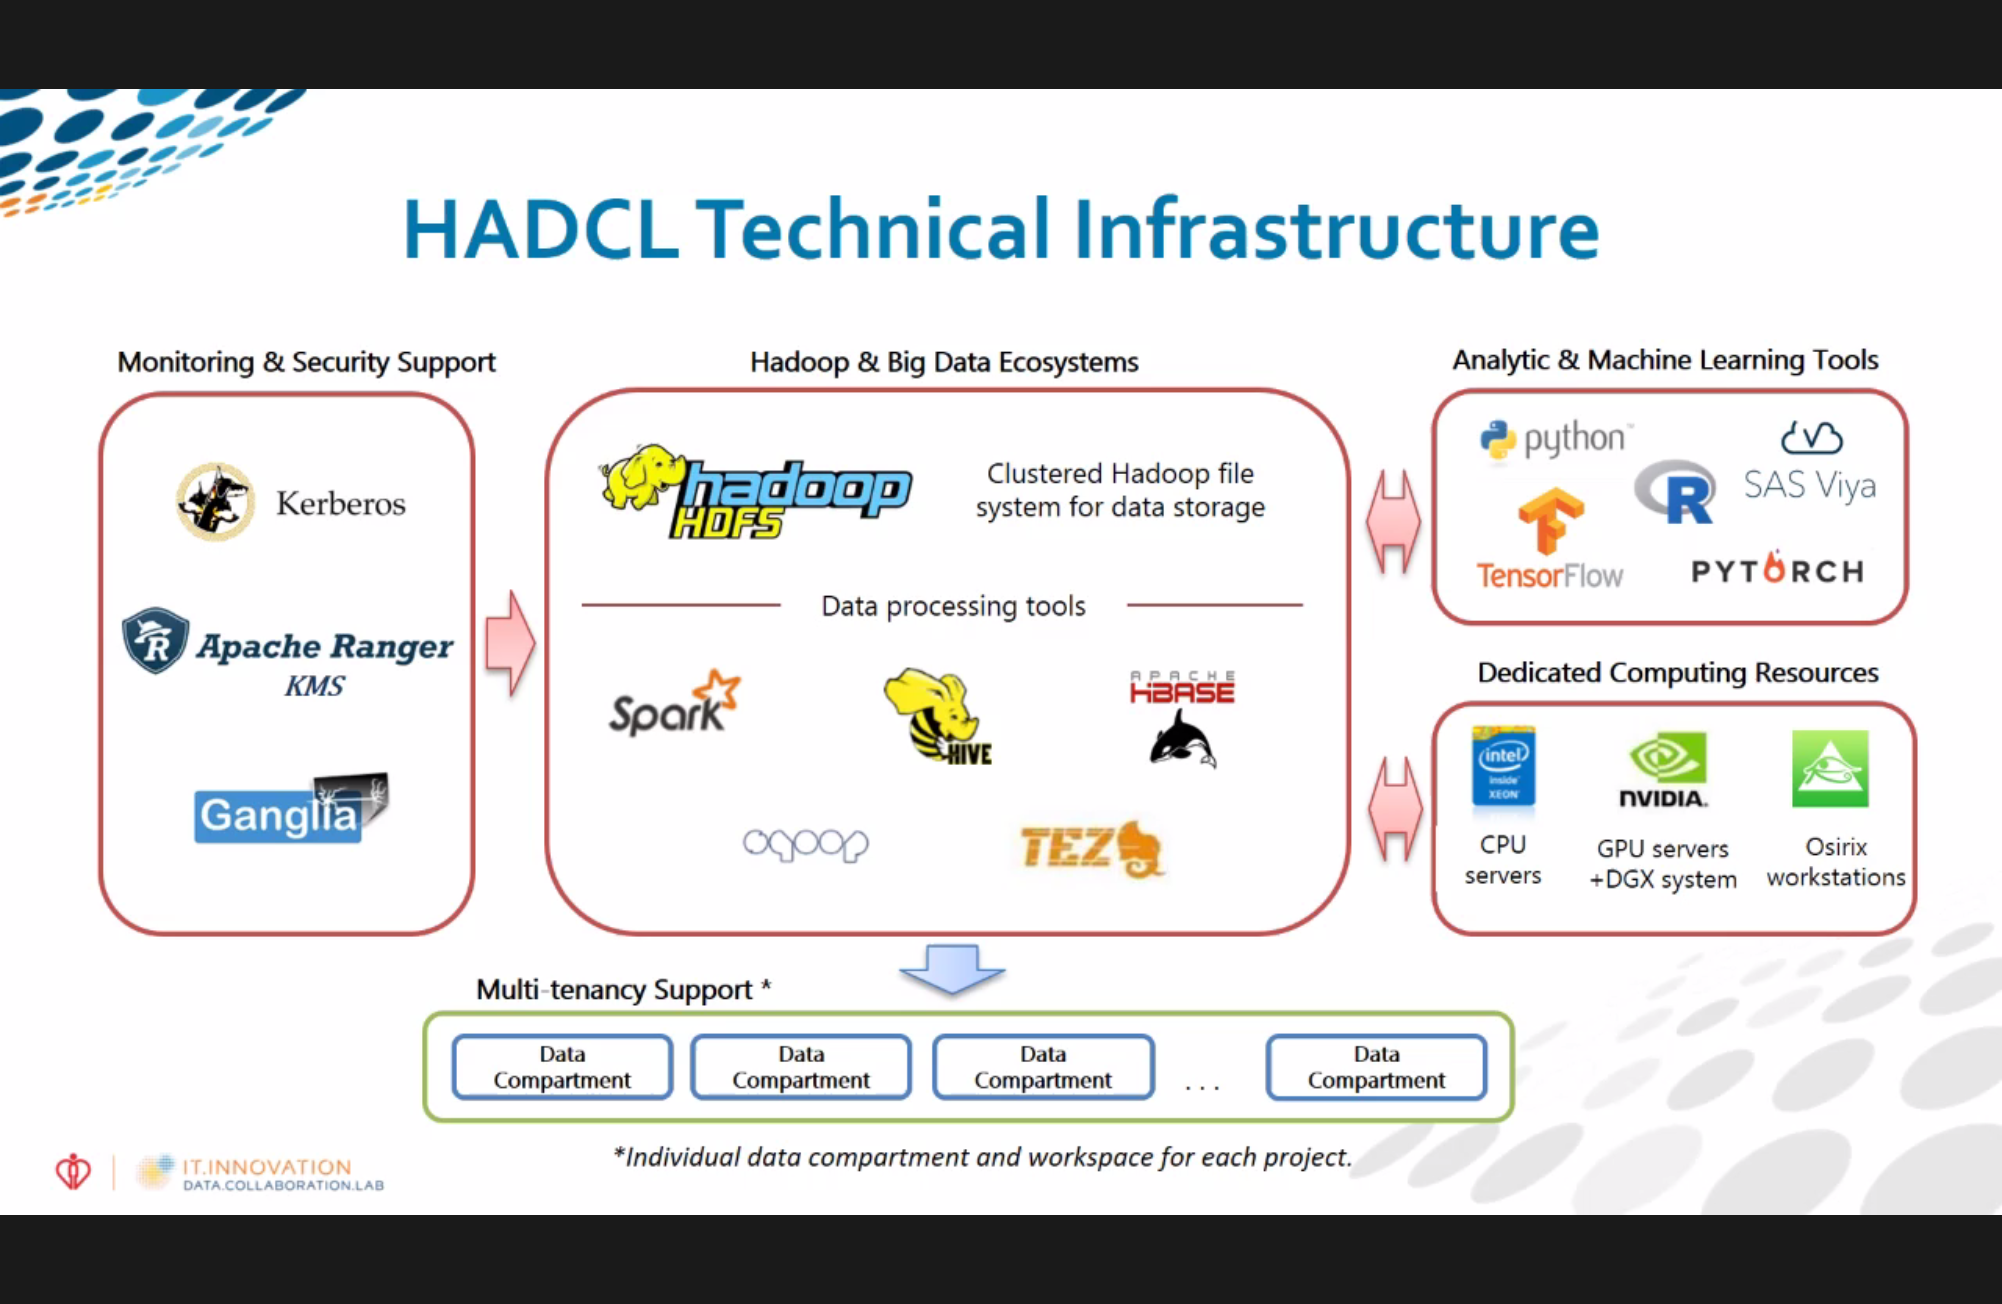 HADCL Technical Infrastructure
Monitoring & Security Support
Kerberos
R
Apache Ranger
KMS
Ganglia
Hadoop & Big Data Ecosystems
hadoop
HDFS
Clustered Hadoop file
system for data storage
Data processing tools
Spark
HIVE
APACHE
HBASE
sqoop
TEZ
Analytic & Machine Learning Tools
python™
R
SAS Viya
TensorFlow
PYTORCH
Dedicated Computing Resources
intel
inside
XEON
CPU
servers
NVIDIA.
GPU servers
+DGX system
Osirix
workstations
Multi-tenancy Support *
Data
Compartment
Data
Compartment
Data
Compartment
. . .
Data
Compartment
*Individual data compartment and workspace for each project.
IT.INNOVATION
DATA.COLLABORATION.LAB